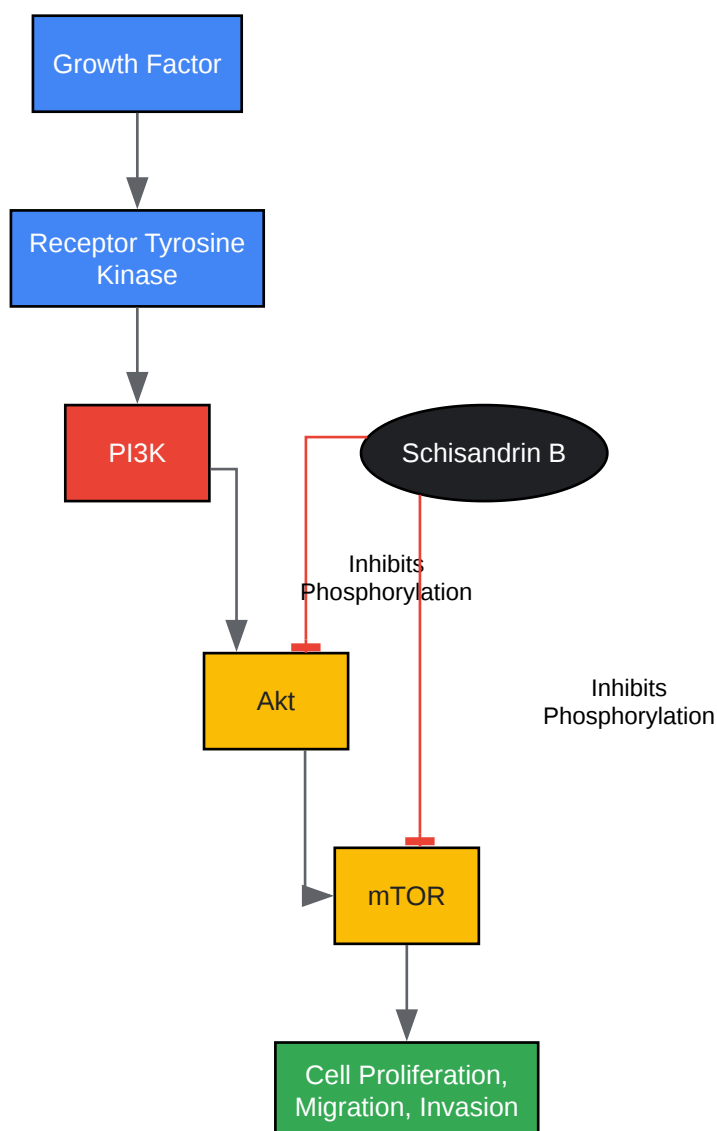 Growth Factor
Receptor Tyrosine
Kinase
PI3K
Schisandrin B
Inhibits
Phosphorylation
Akt
Inhibits
Phosphorylation
mTOR
Cell Proliferation,
Migration, Invasion